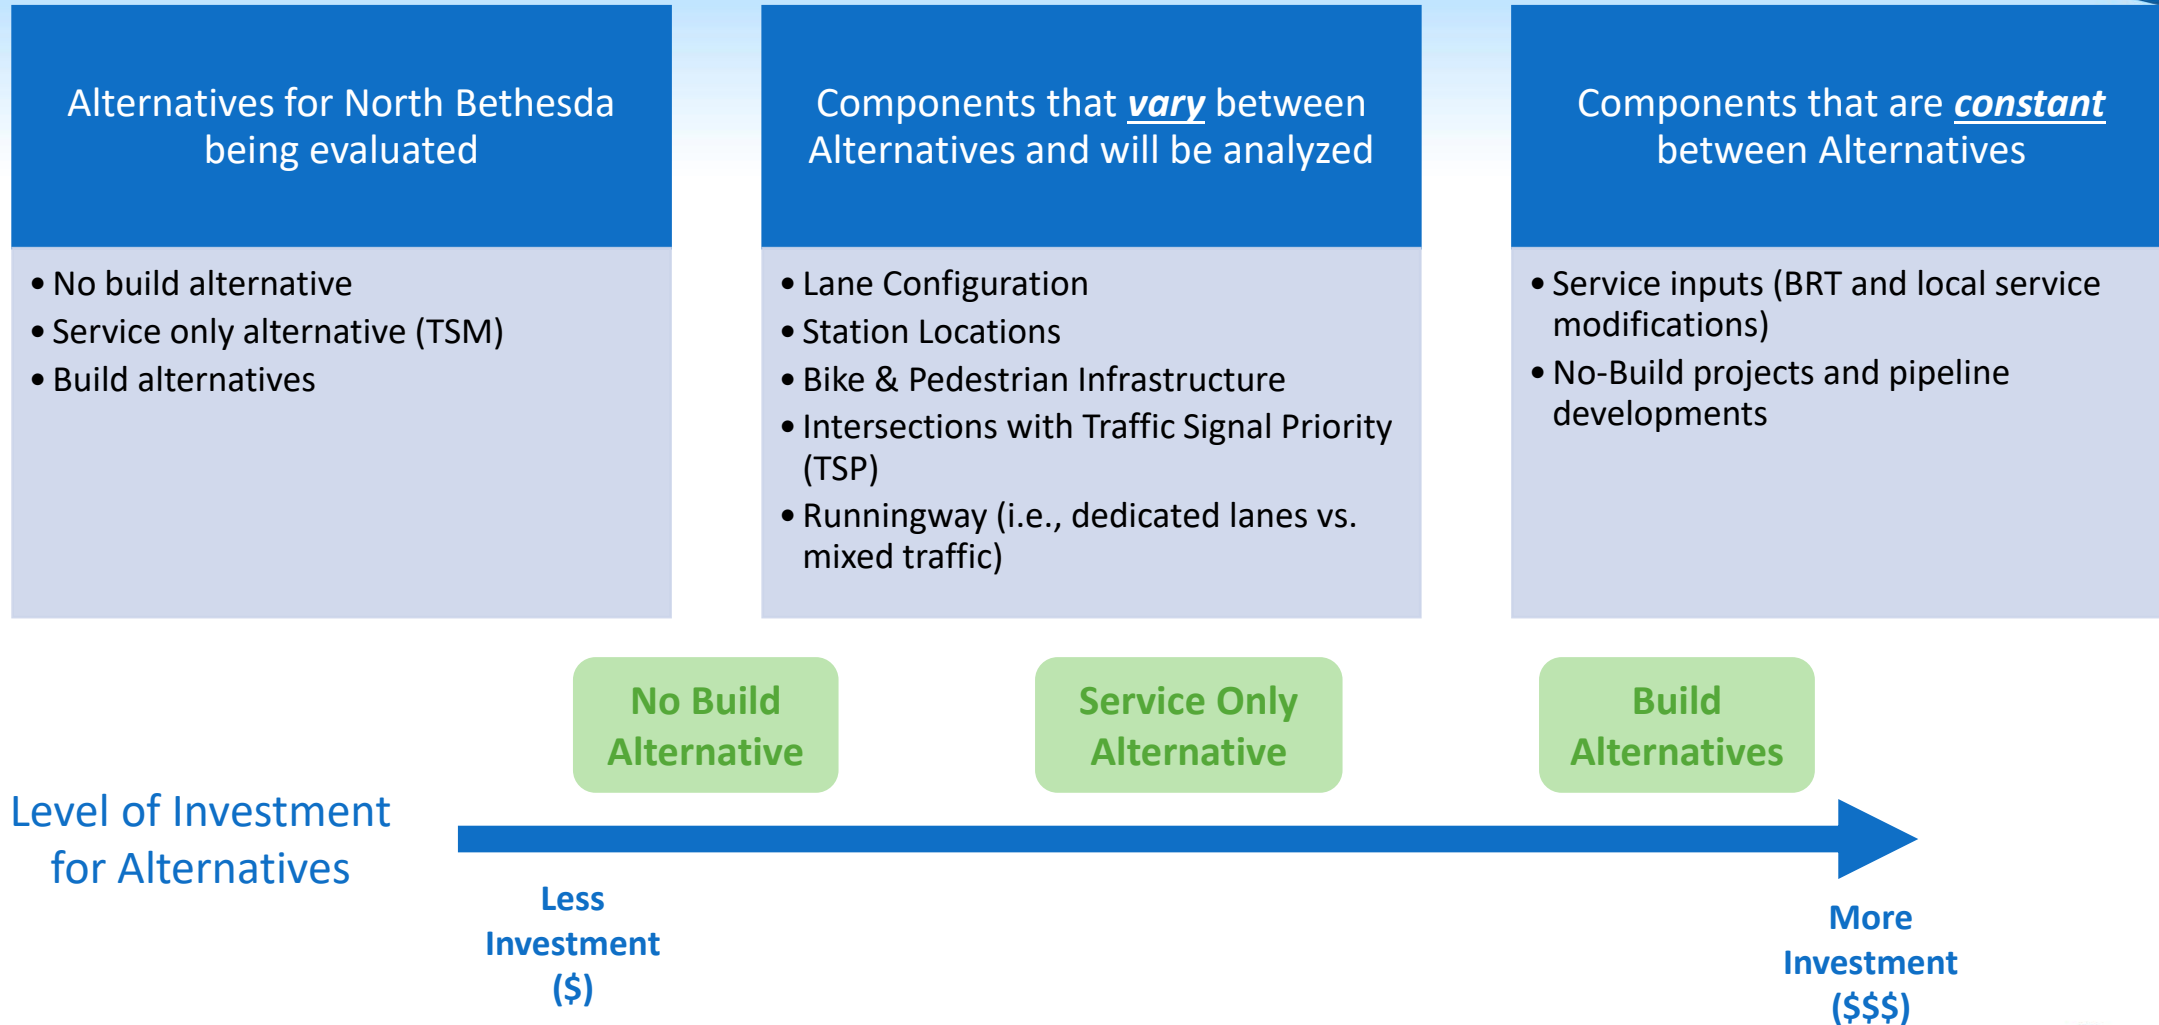 Alternatives for North Bethesda
being evaluated
• No build alternative
• Service only alternative (TSM)
• Build alternatives
Components that vary between
Alternatives and will be analyzed
• Lane Configuration
• Station Locations
• Bike & Pedestrian Infrastructure
• Intersections with Traffic Signal Priority
(TSP)
• Runningway (i.e., dedicated lanes vs.
mixed traffic)
Components that are constant
between Alternatives
• Service inputs (BRT and local service
modifications)
• No-Build projects and pipeline
developments
No Build
Alternative
Service Only
Alternative
Build
Alternatives
Level of Investment
for Alternatives
Less
Investment
($)
More
Investment
($$$)